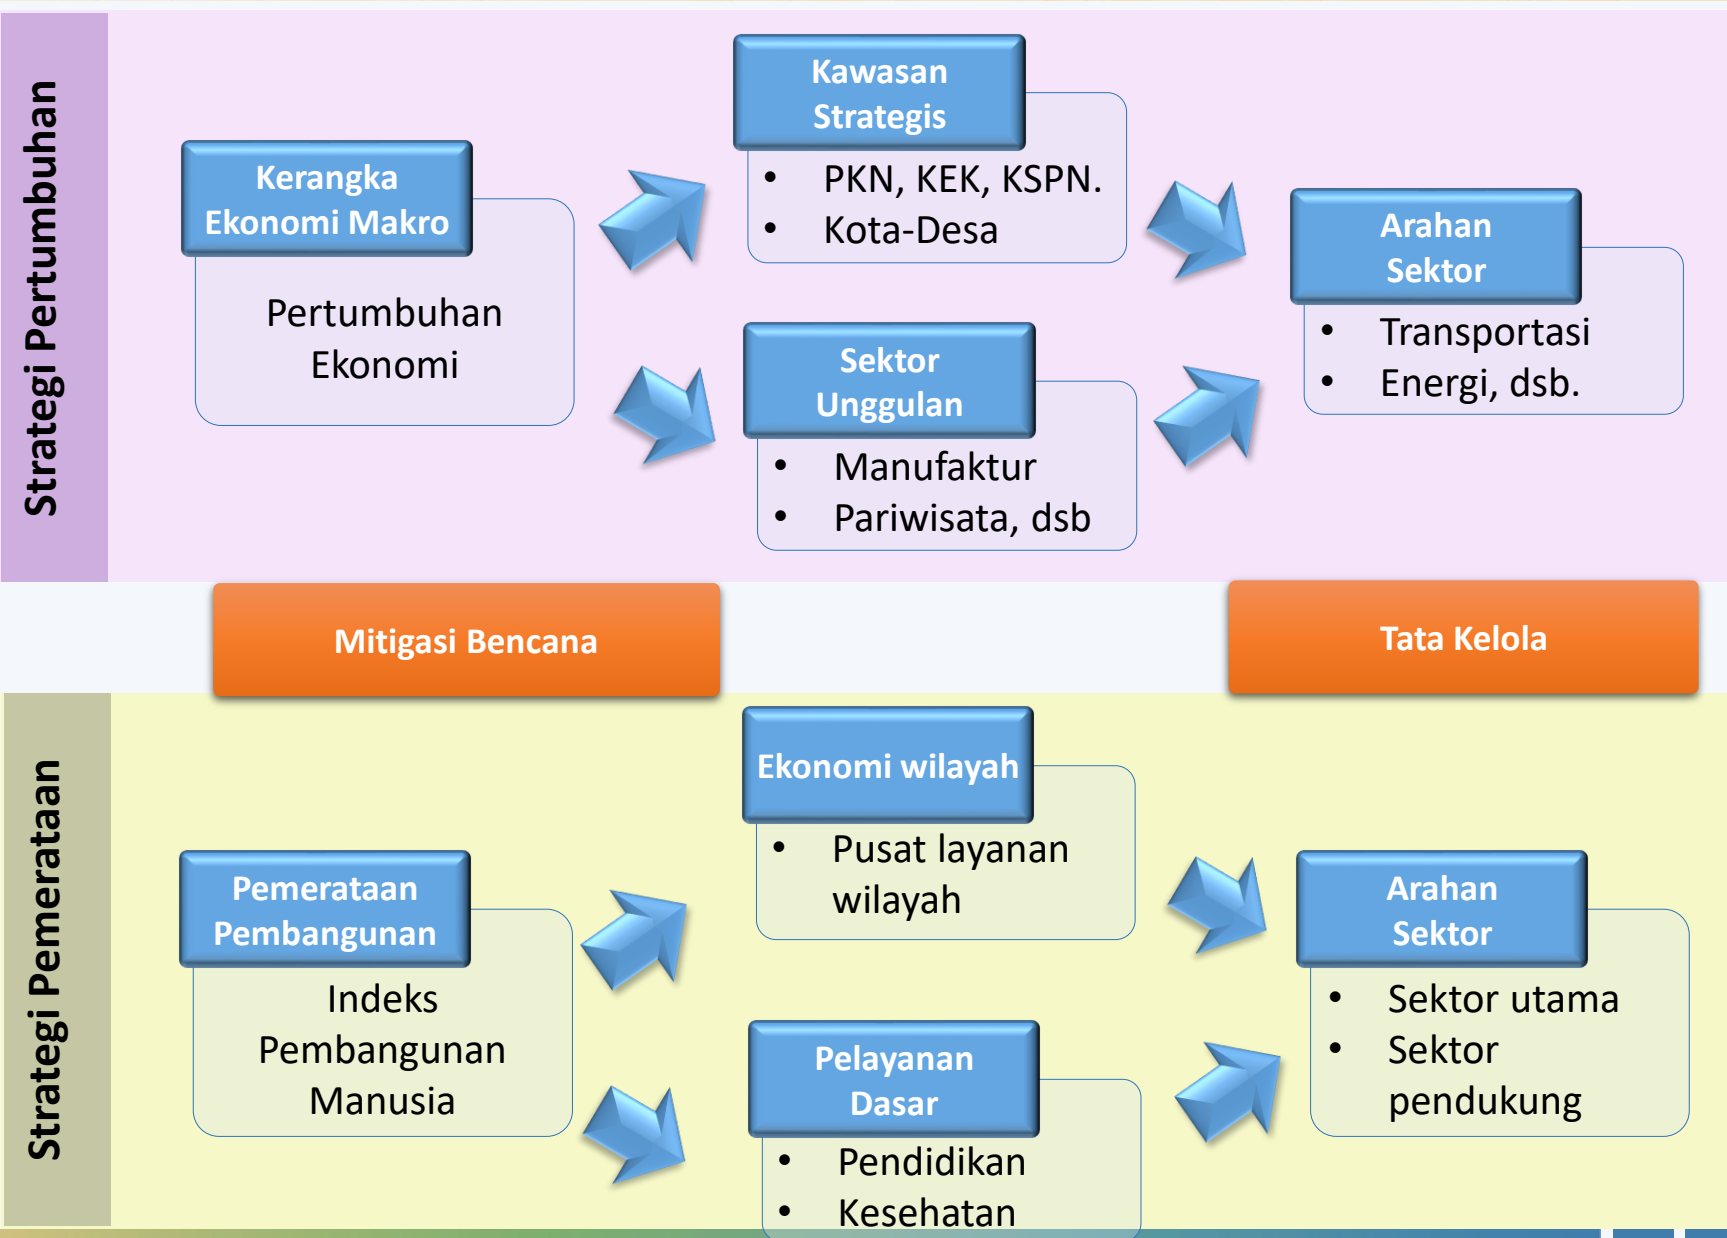 Strategi Pertumbuhan
Kerangka
Ekonomi Makro
Pertumbuhan
Ekonomi
Kawasan
Strategis
• PKN, KEK, KSPN.
• Kota-Desa
Sektor
Unggulan
• Manufaktur
• Pariwisata, dsb
Arahan
Sektor
• Transportasi
• Energi, dsb.
Mitigasi Bencana
Tata Kelola
Strategi Pemerataan
Pemerataan
Pembangunan
Indeks
Pembangunan
Manusia
Ekonomi wilayah
• Pusat layanan
wilayah
Pelayanan
Dasar
• Pendidikan
• Kesehatan
Arahan
Sektor
• Sektor utama
• Sektor
pendukung